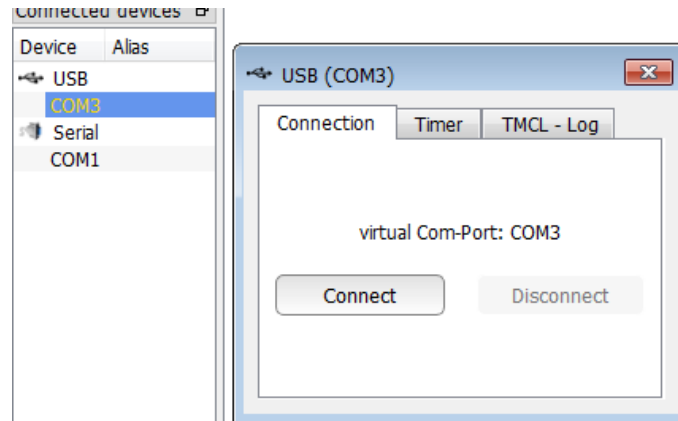 Connected devices
Device Alias
USB
COM3
Serial
COM1
USB (COM3)
Connection Timer TMCL - Log
virtual Com-Port: COM3
Connect Disconnect